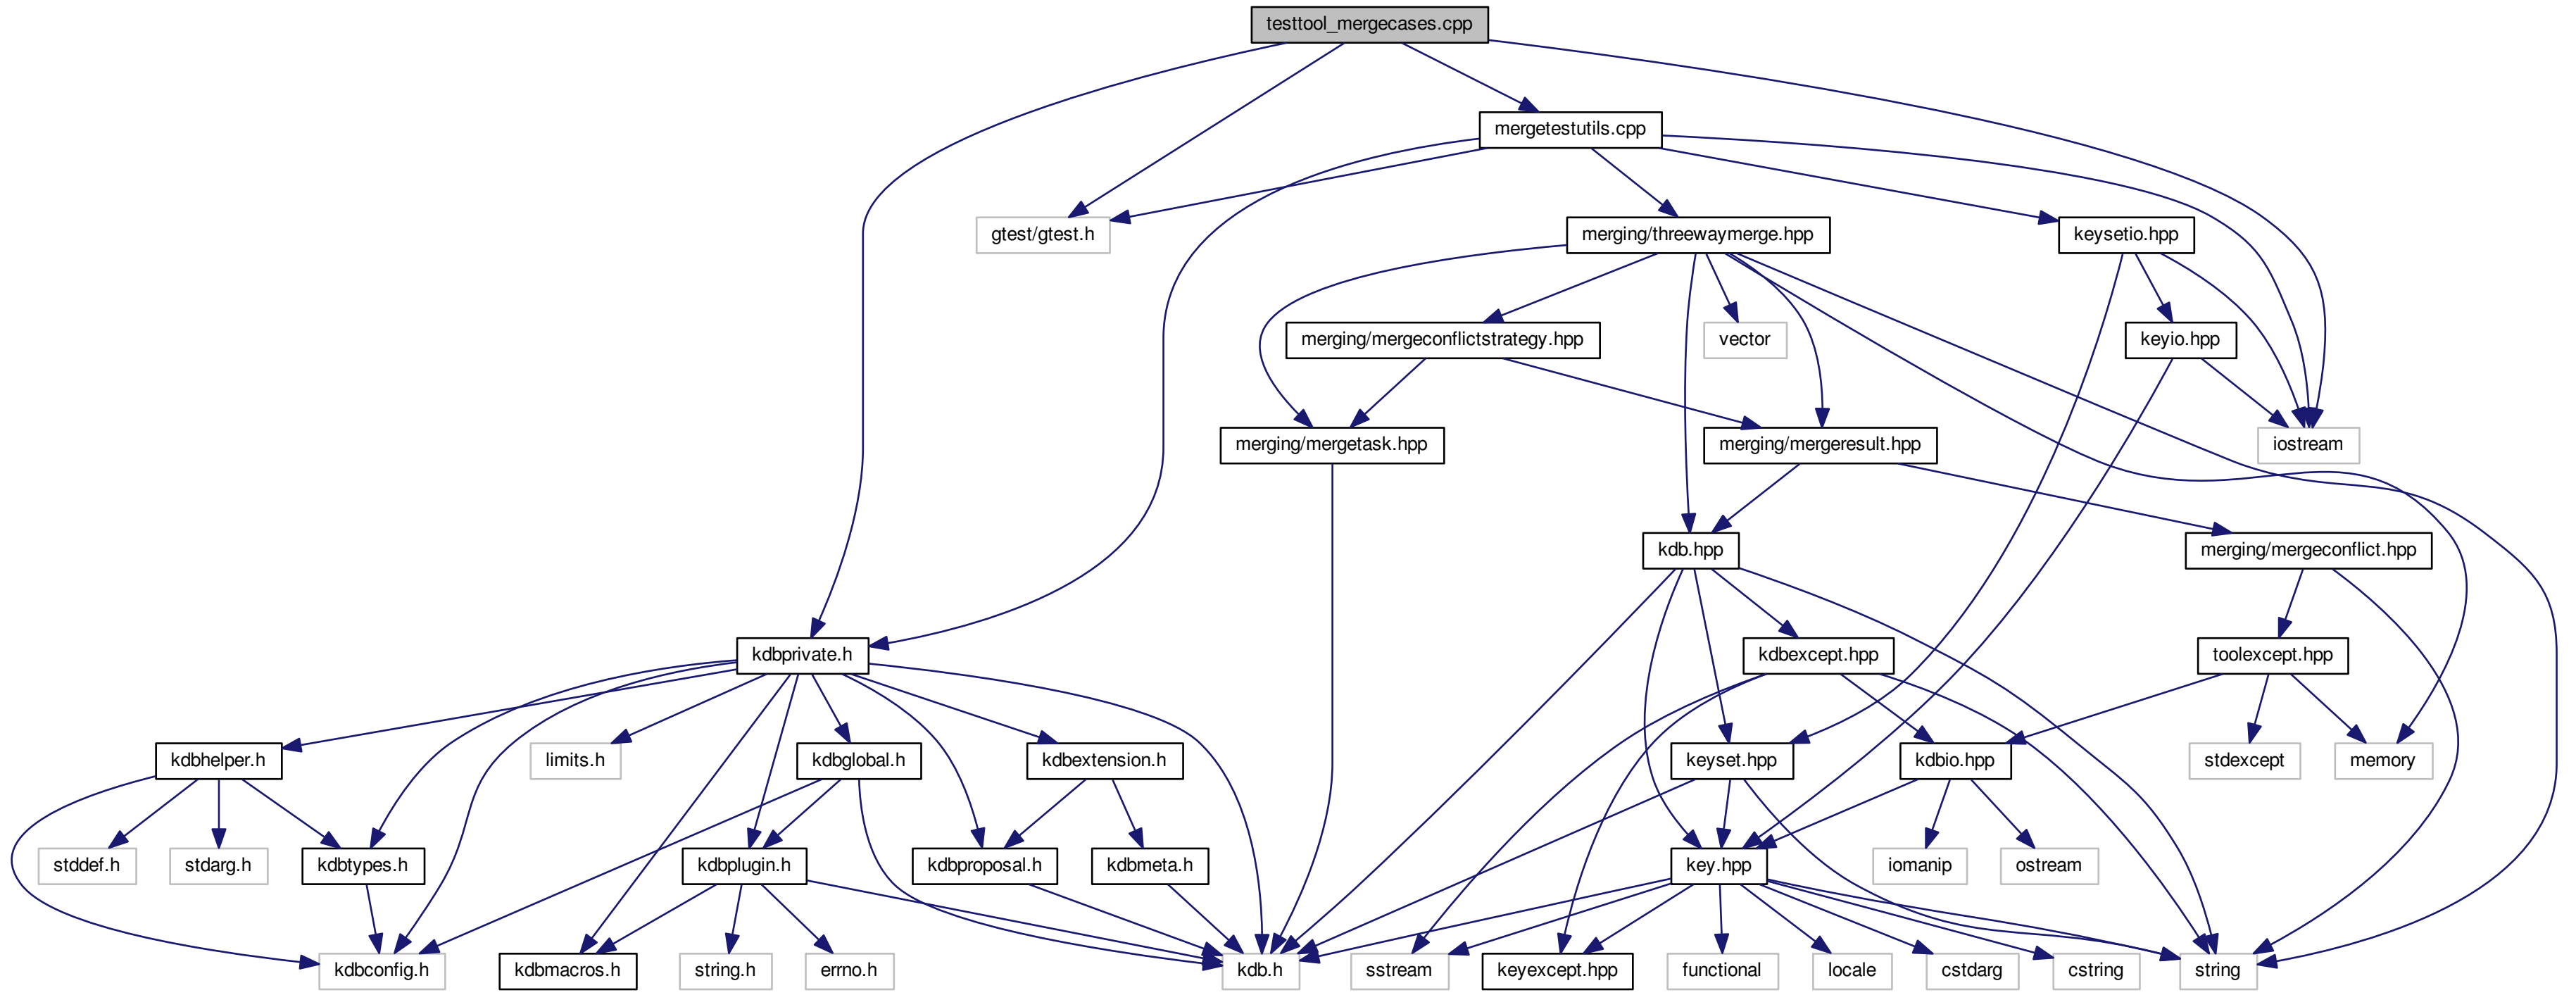 testtool_mergecases.cpp
mergetestutils.cpp
gtest/gtest.h
merging/threewaymerge.hpp
keysetio.hpp
merging/mergeconflictstrategy.hpp
vector
keyio.hpp
merging/mergetask.hpp
merging/mergeresult.hpp
iostream
kdb.hpp
merging/mergeconflict.hpp
kdbprivate.h
kdbexcept.hpp
toolexcept.hpp
kdbhelper.h
limits.h
kdbglobal.h
kdbextension.h
keyset.hpp
kdbio.hpp
stdexcept
memory
stddef.h
stdarg.h
kdbtypes.h
kdbplugin.h
kdbproposal.h
kdbmeta.h
key.hpp
iomanip
ostream
kdbconfig.h
kdbmacros.h
string.h
errno.h
kdb.h
sstream
keyexcept.hpp
functional
locale
cstdarg
cstring
string